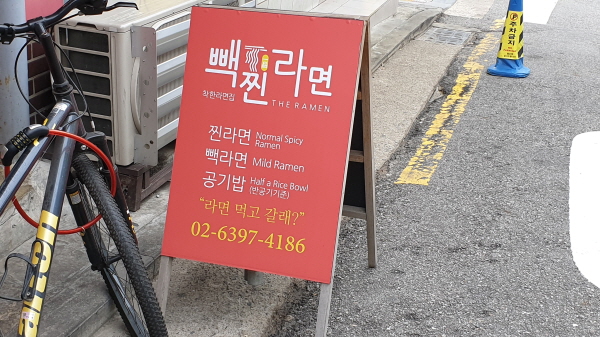 빽찐라면
착한라면집 THE RAMEN
찐라면 Normal Spicy Ramen
빽라면 Mild Ramen
공기밥 Half a Rice Bowl (반공기기준)
"라면 먹고 갈래?"
02-6397-4186
주차금지